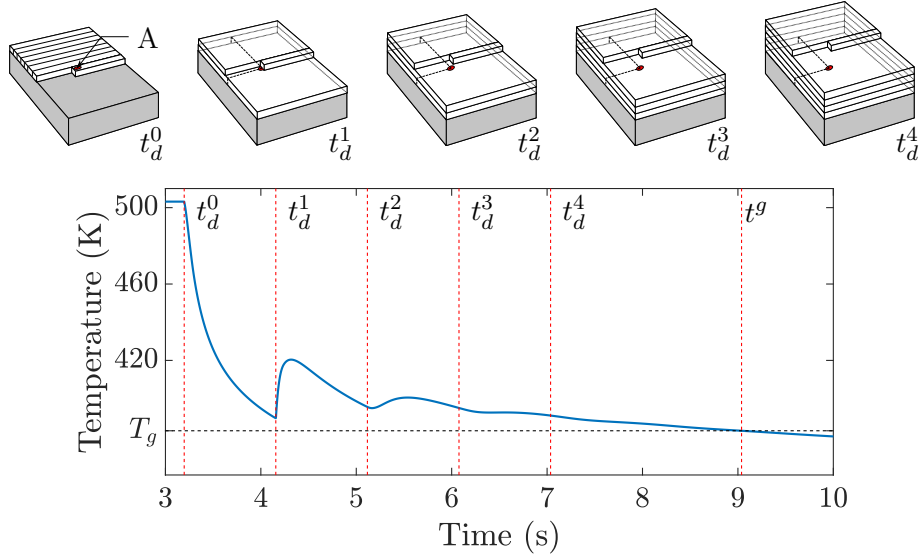 A
t_d^0
t_d^1
t_d^2
t_d^3
t_d^4
t_d^0 t_d^1 t_d^2 t_d^3 t_d^4 t^g
500
460
420
T_g
Temperature (K)
3 4 5 6 7 8 9 10
Time (s)